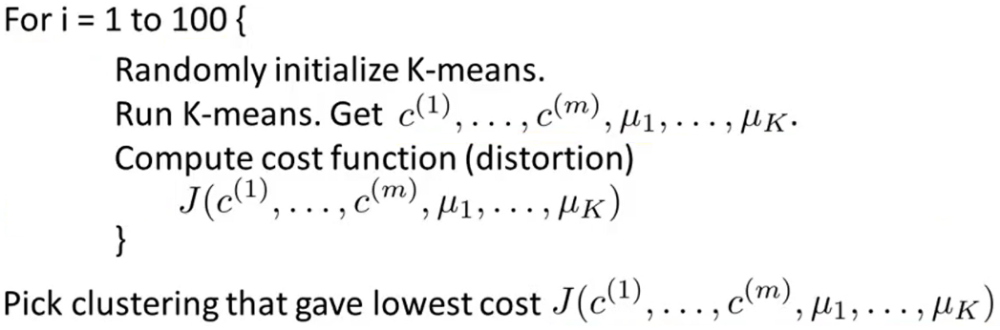 For i = 1 to 100 {
Randomly initialize K-means.
Run K-means. Get $c^{(1)}, \ldots, c^{(m)}, \mu_1, \ldots, \mu_K$.
Compute cost function (distortion)
$J(c^{(1)}, \ldots, c^{(m)}, \mu_1, \ldots, \mu_K)$
}
Pick clustering that gave lowest cost $J(c^{(1)}, \ldots, c^{(m)}, \mu_1, \ldots, \mu_K)$